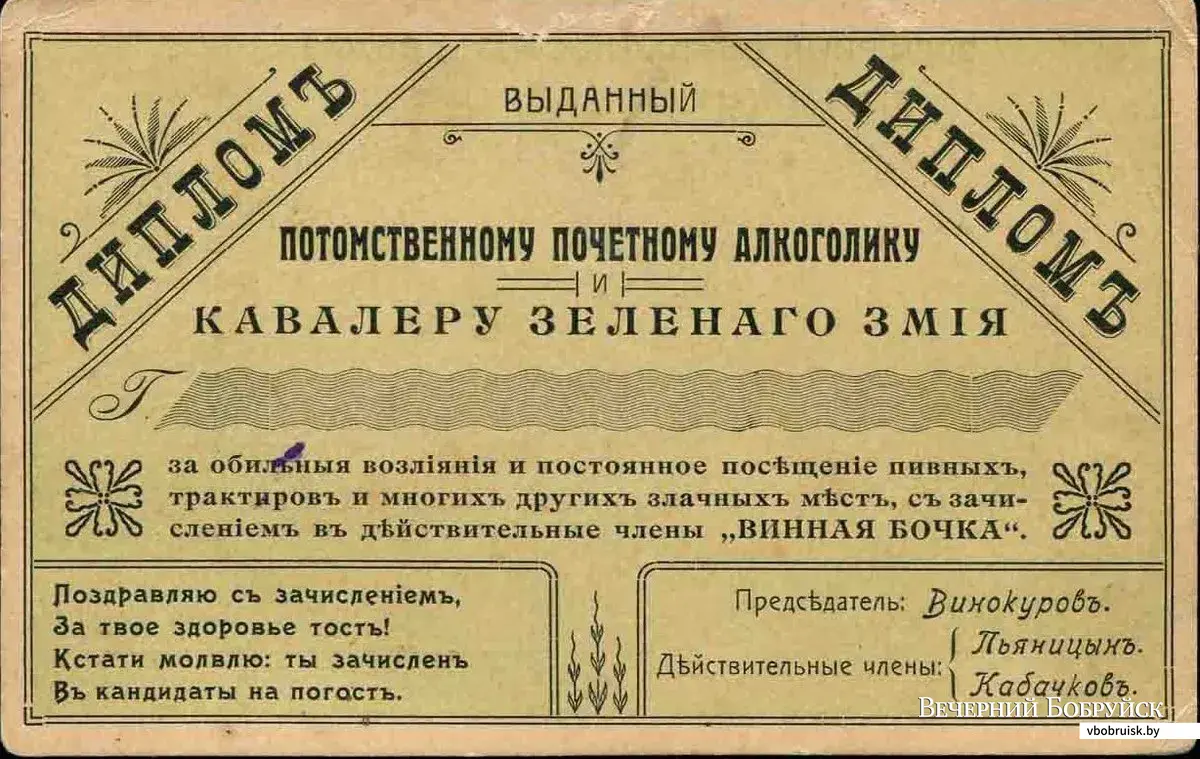 ДИПЛОМЪ
ВЫДАННЫЙ
ДИПЛОМЪ
ПОТОМСТВЕННОМУ ПОЧЕТНОМУ АЛКОГОЛИКУ
И
КАВАЛЕРУ ЗЕЛЕНАГО ЗМІЯ
Г
за обильныя возліянія и постоянное посѣщеніе пивныхъ,
трактировъ и многихъ другихъ злачныхъ мѣстъ, съ зачи-
сленіемъ въ дѣйствительные члены „ВИННАЯ БОЧКА“.
Поздравляю съ зачисленіемъ,
За твое здоровье тостъ!
Кстати молвлю: ты зачисленъ
Въ кандидаты на погостъ.
Предсѣдатель: Винокуровъ.
Дѣйствительные члены:
Пьяницынъ.
Кабачковъ.
ВЕЧЕРНИЙ БОБРУЙСК
vbobruisk.by